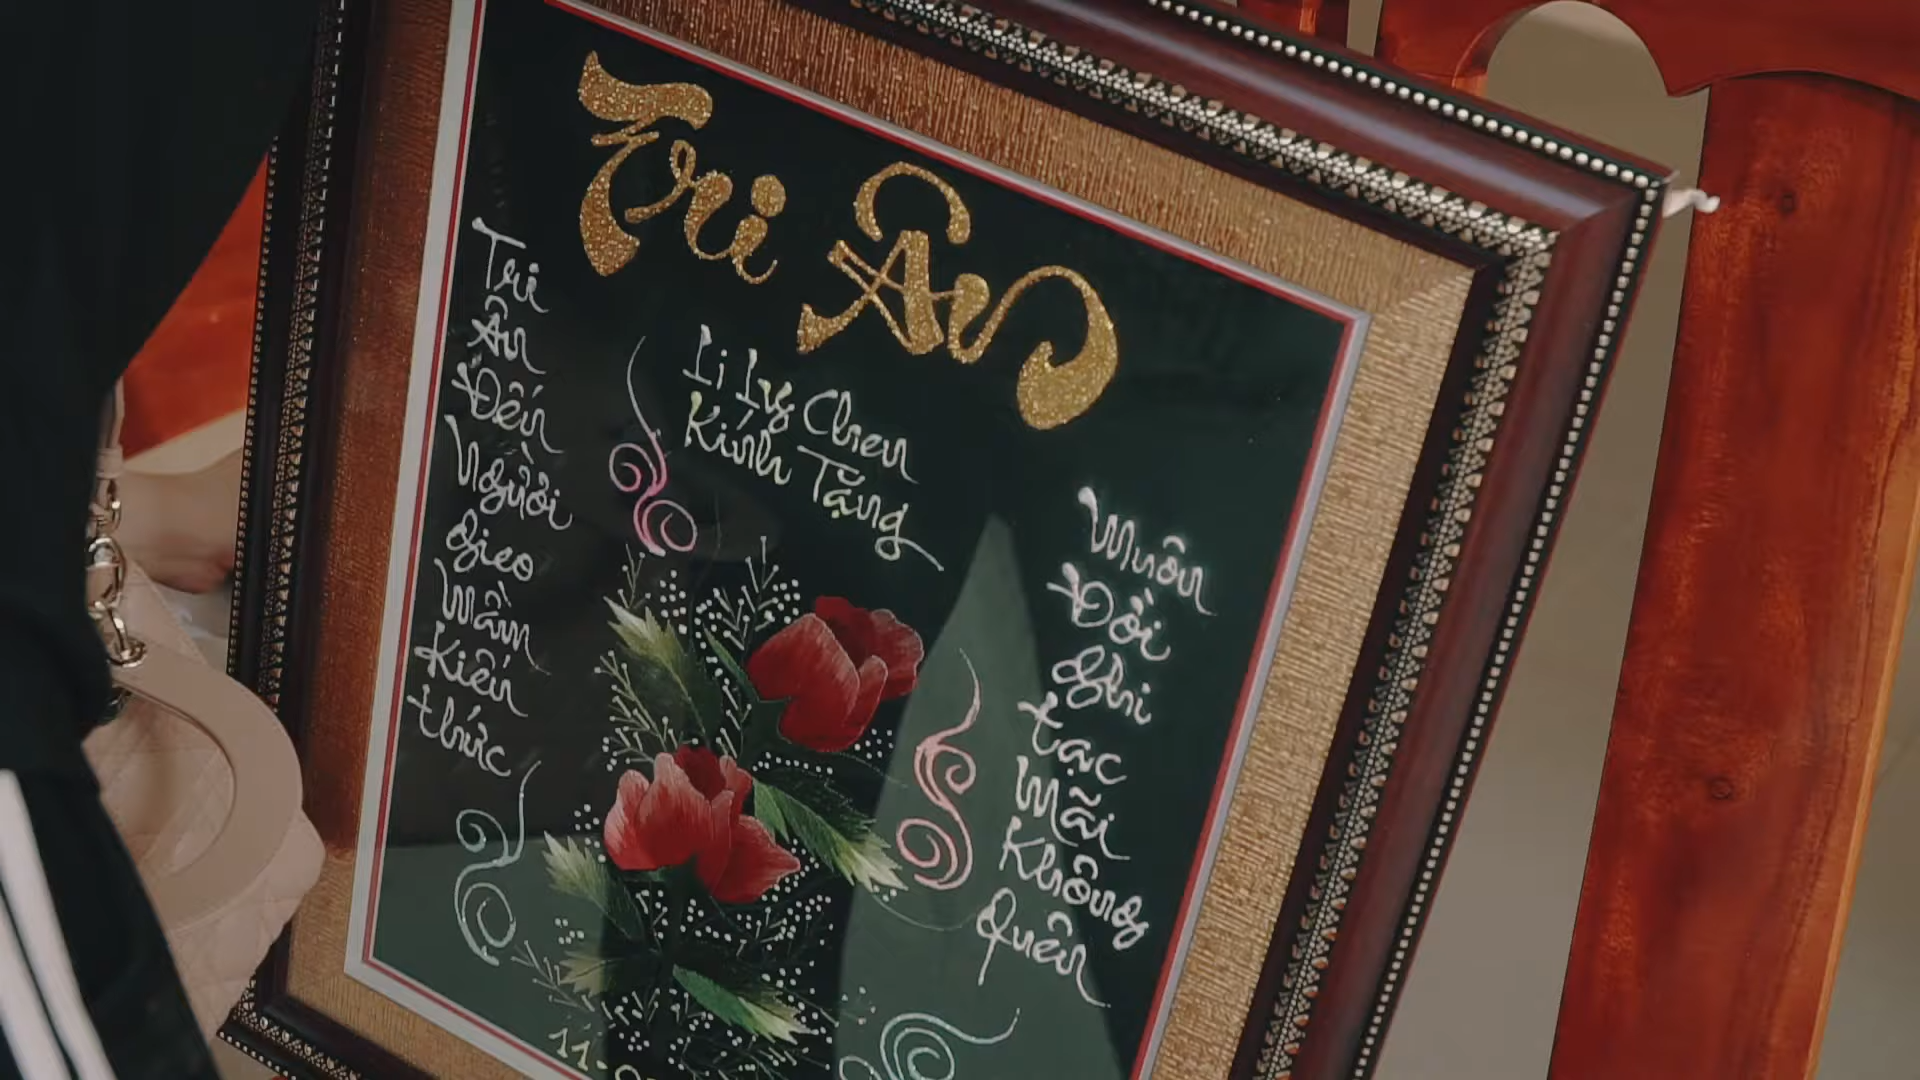 Tri Ân
Li Ly Chen
Kính Tặng
Tri
Ân
Đến
Người
Gieo
Mầm
Kiến
thức
Muôn
Đời
Ghi
tạc
Mãi
Không
Quên